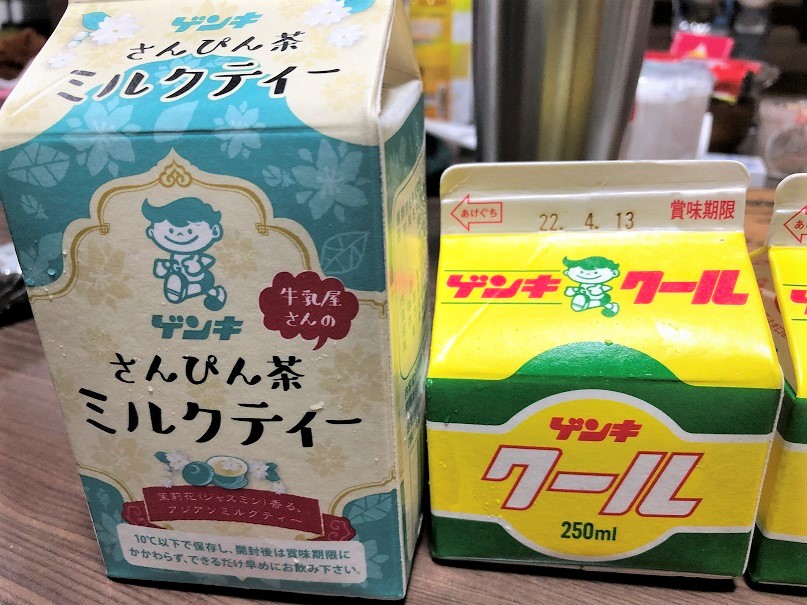 ゲンキ
さんぴん茶
ミルクティー
ゲンキ
牛乳屋
さんの
さんぴん茶
ミルクティー
茉莉花(ジャスミン)香る、
アジアンミルクティー
10℃以下で保存し、開封後は賞味期限に
かかわらず、できるだけ早めにお飲み下さい。
あけぐち
22. 4. 13
賞味期限
ゲンキ クール
ゲンキ
クール
250ml